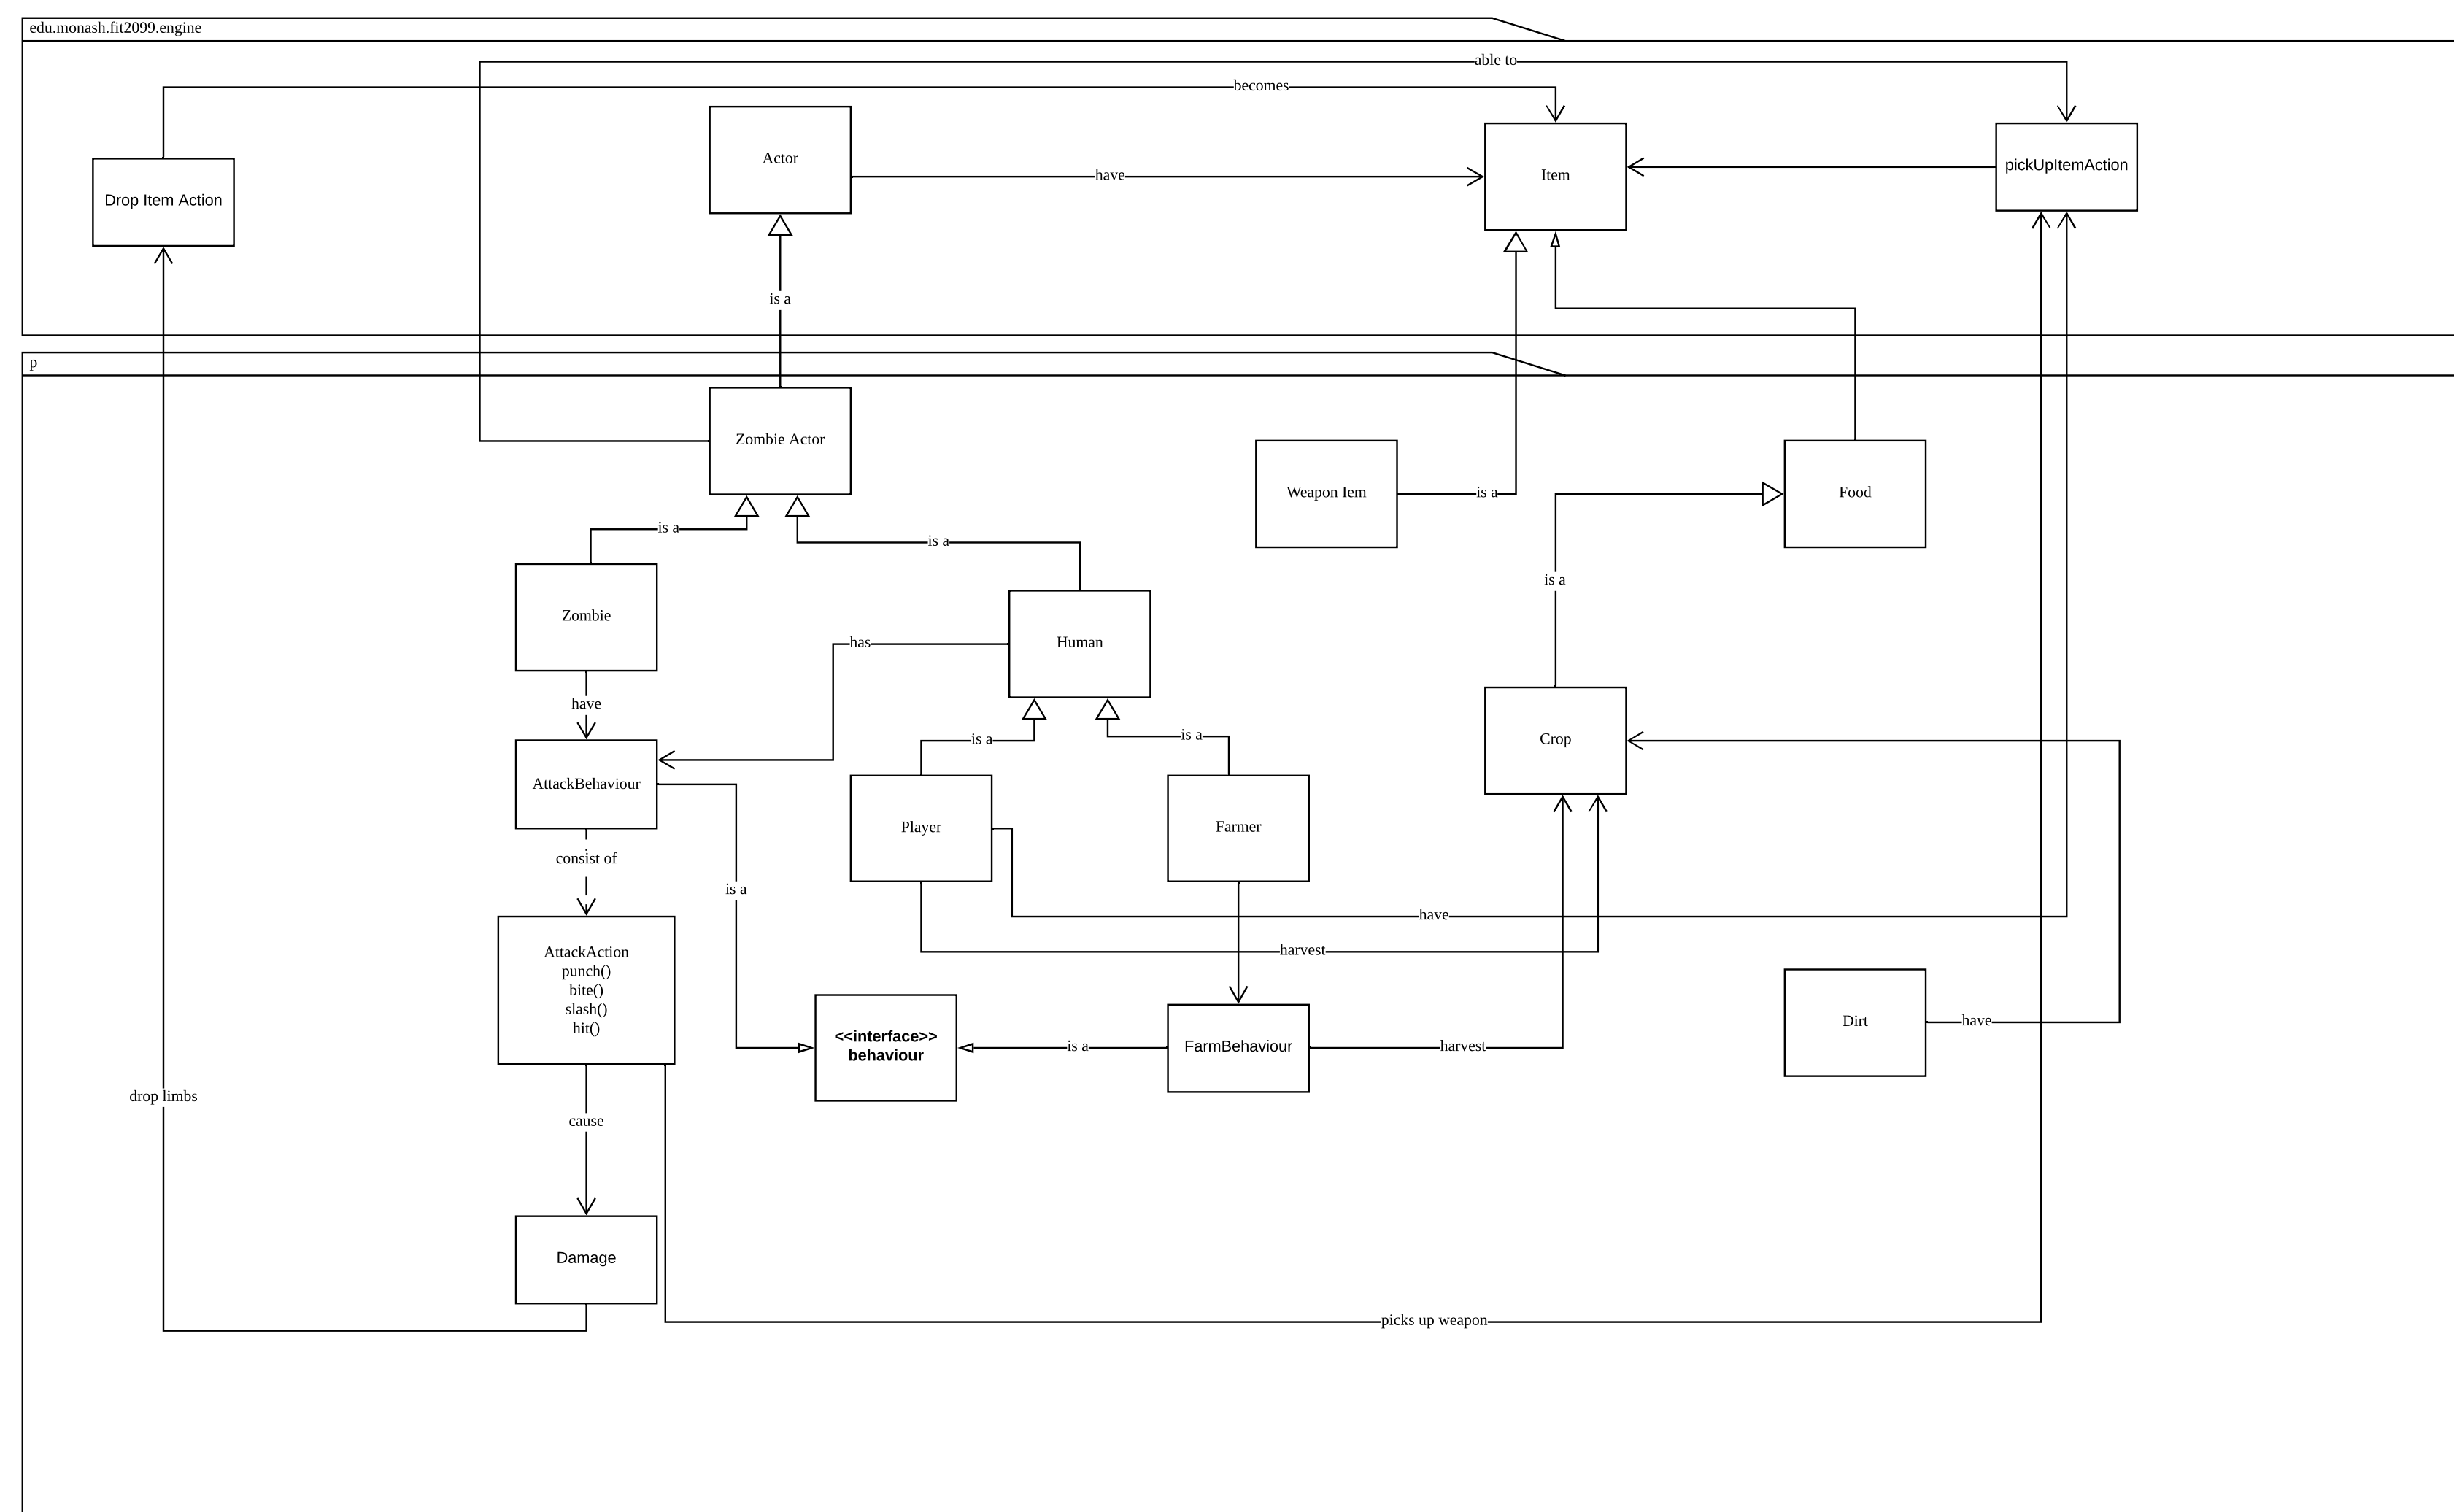 edu.monash.fit2099.engine
able to
becomes
Actor
Item
pickUpItemAction
Drop Item Action
have
is a
p
Zombie Actor
Weapon Iem
is a
Food
is a
is a
is a
Zombie
Human
has
have
is a
is a
Crop
AttackBehaviour
Player
Farmer
consist of
is a
have
harvest
AttackAction
punch()
bite()
slash()
hit()
<<interface>>
behaviour
is a
FarmBehaviour
harvest
Dirt
have
drop limbs
cause
Damage
picks up weapon